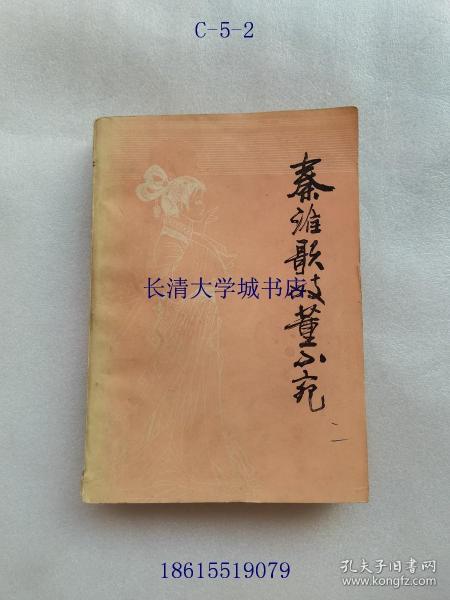 C-5-2
秦淮歌妓董小宛
二
长清大学城书店
18615519079
孔夫子旧书网
www.kongfz.com